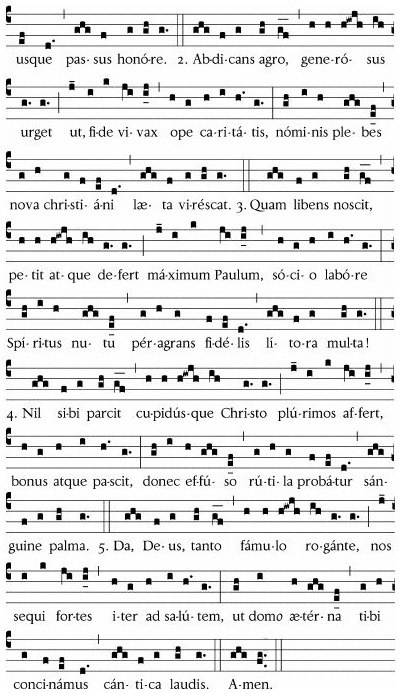 usque pas-sus honó-re. 2. Ab-di-cans agro, gene-ró-sus
urget ut, fi-de vi-vax ope ca-ri-tá-tis, nómi-nis ple-bes
nova chri-sti-áni læ-ta vi-réscat. 3. Quam libens noscit,
pe-tit at-que de-fert máximum Paulum, só-ci-o labó-re
Spí-ri-tus nu-tu pér-agrans fi-dé-lis lí-to-ra mul-ta!
4. Nil si-bi parcit cu-pidús-que Chri-sto plú-rimos af-fert,
bonus atque pa-scit, donec ef-fú-so rú-ti-la probá-tur sán-
guine palma. 5. Da, De-us, tanto fámu-lo ro-gánte, nos
sequi for-tes i-ter ad sa-lú-tem, ut domo æ-tér-na ti-bi
conci-námus cán-ti-ca laudis. A-men.